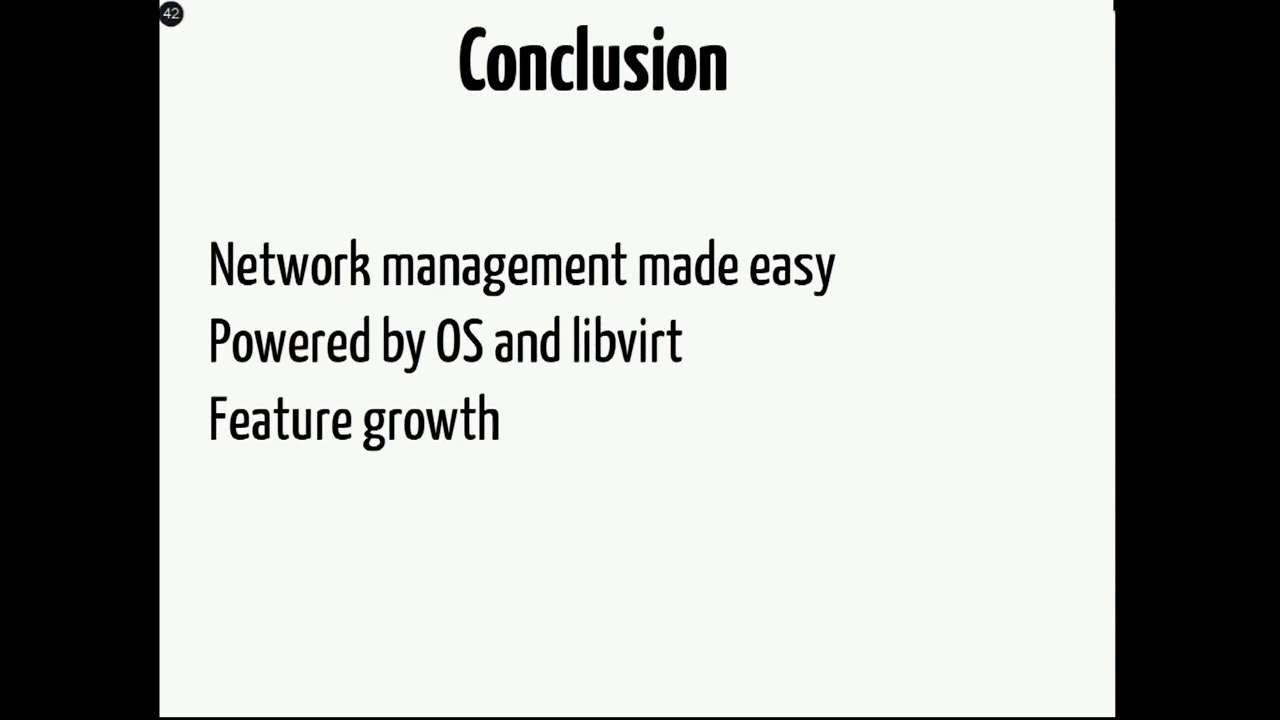 42
Conclusion
Network management made easy
Powered by OS and libvirt
Feature growth